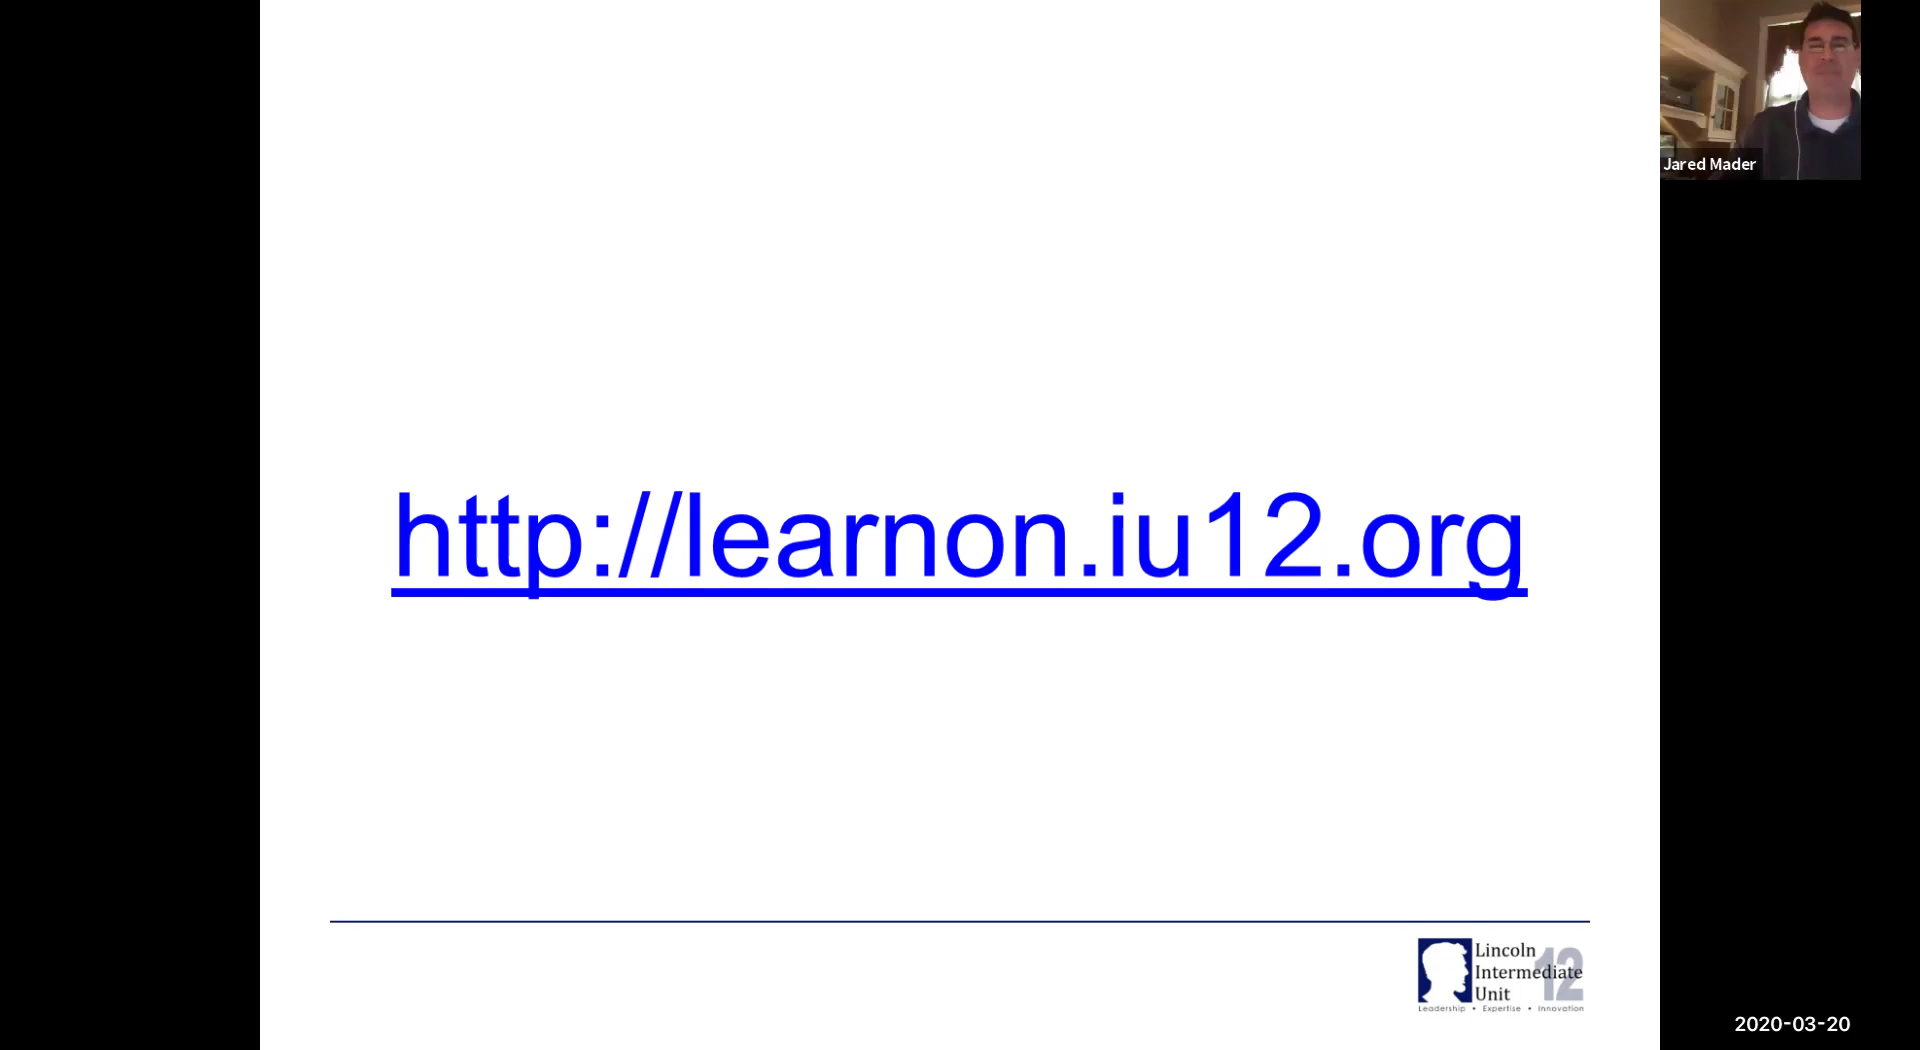 http://learnon.iu12.org
Jared Mader
Lincoln
Intermediate
Unit
12
Leadership • Expertise • Innovation
2020-03-20